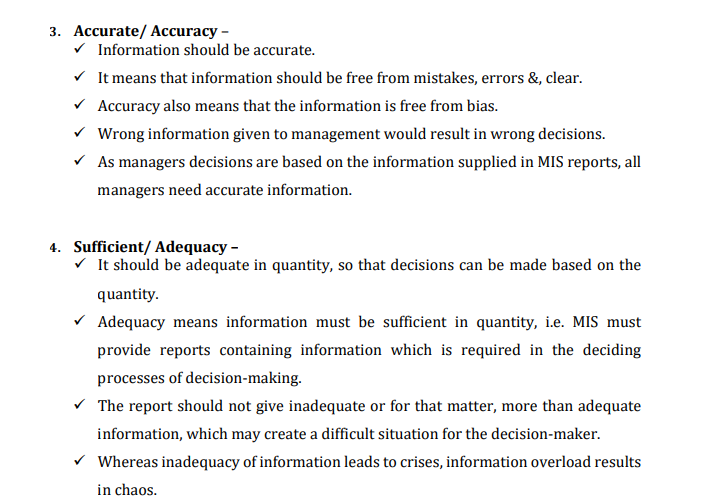 3. Accurate/ Accuracy –
✓ Information should be accurate.
✓ It means that information should be free from mistakes, errors &, clear.
✓ Accuracy also means that the information is free from bias.
✓ Wrong information given to management would result in wrong decisions.
✓ As managers decisions are based on the information supplied in MIS reports, all
managers need accurate information.
4. Sufficient/ Adequacy –
✓ It should be adequate in quantity, so that decisions can be made based on the
quantity.
✓ Adequacy means information must be sufficient in quantity, i.e. MIS must
provide reports containing information which is required in the deciding
processes of decision-making.
✓ The report should not give inadequate or for that matter, more than adequate
information, which may create a difficult situation for the decision-maker.
✓ Whereas inadequacy of information leads to crises, information overload results
in chaos.